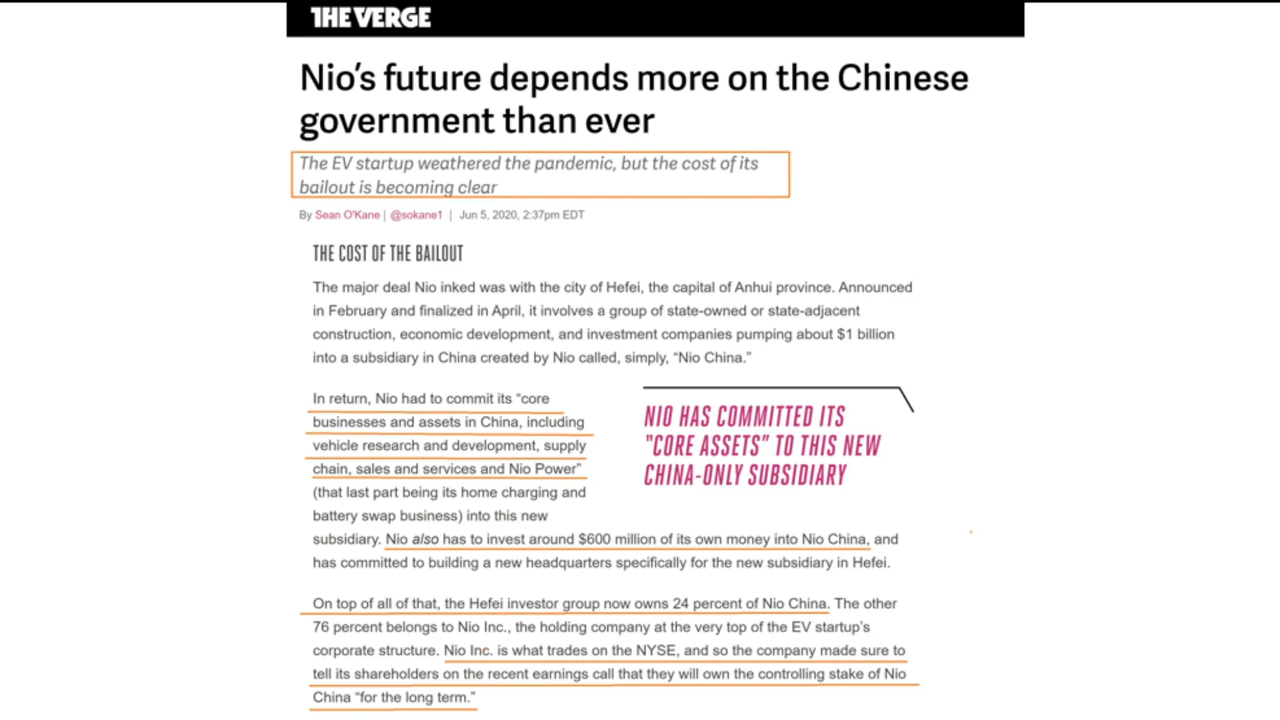 THE VERGE
Nio's future depends more on the Chinese
government than ever
The EV startup weathered the pandemic, but the cost of its
bailout is becoming clear
By Sean O'Kane | @sokane1 | Jun 5, 2020, 2:37pm EDT
THE COST OF THE BAILOUT
The major deal Nio inked was with the city of Hefei, the capital of Anhui province. Announced
in February and finalized in April, it involves a group of state-owned or state-adjacent
construction, economic development, and investment companies pumping about $1 billion
into a subsidiary in China created by Nio called, simply, “Nio China.”
In return, Nio had to commit its “core
businesses and assets in China, including
vehicle research and development, supply
chain, sales and services and Nio Power”
(that last part being its home charging and
battery swap business) into this new
subsidiary. Nio also has to invest around $600 million of its own money into Nio China, and
has committed to building a new headquarters specifically for the new subsidiary in Hefei.
NIO HAS COMMITTED ITS
"CORE ASSETS" TO THIS NEW
CHINA-ONLY SUBSIDIARY
On top of all of that, the Hefei investor group now owns 24 percent of Nio China. The other
76 percent belongs to Nio Inc., the holding company at the very top of the EV startup’s
corporate structure. Nio Inc. is what trades on the NYSE, and so the company made sure to
tell its shareholders on the recent earnings call that they will own the controlling stake of Nio
China “for the long term.”